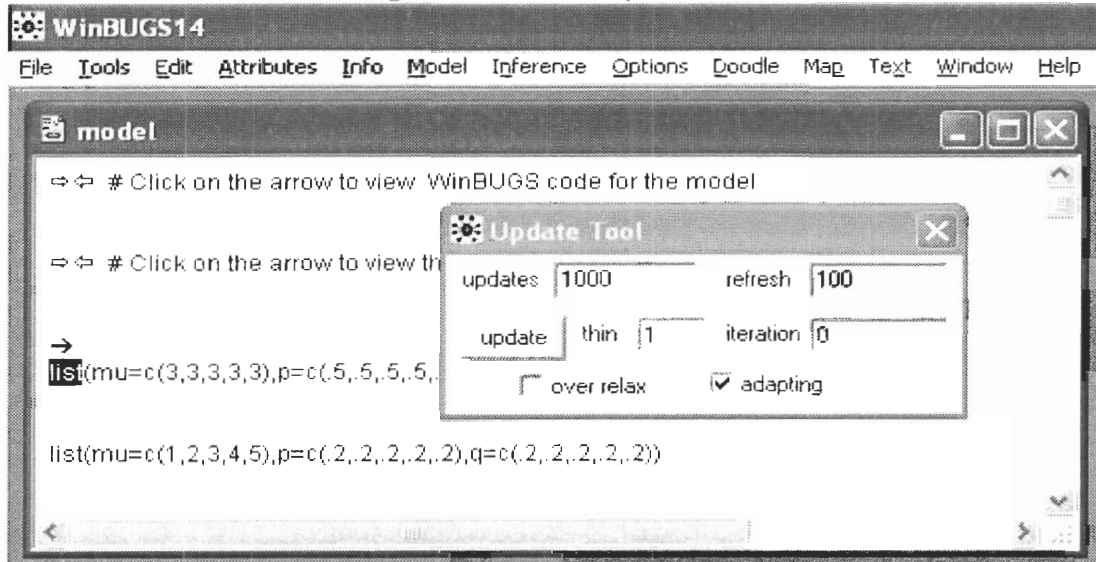 WinBUGS14
File Tools Edit Attributes Info Model Inference Options Doodle Map Text Window Help
model
⇨⇦ # Click on the arrow to view WinBUGS code for the model
⇨⇦ # Click on the arrow to view th
→
list(mu=c(3,3,3,3,3),p=c(.5,.5,.5,.5,.
list(mu=c(1,2,3,4,5),p=c(.2,.2,.2,.2,.2),q=c(.2,.2,.2,.2,.2))
Update Tool
updates 1000 refresh 100
update thin 1 iteration 0
over relax adapting